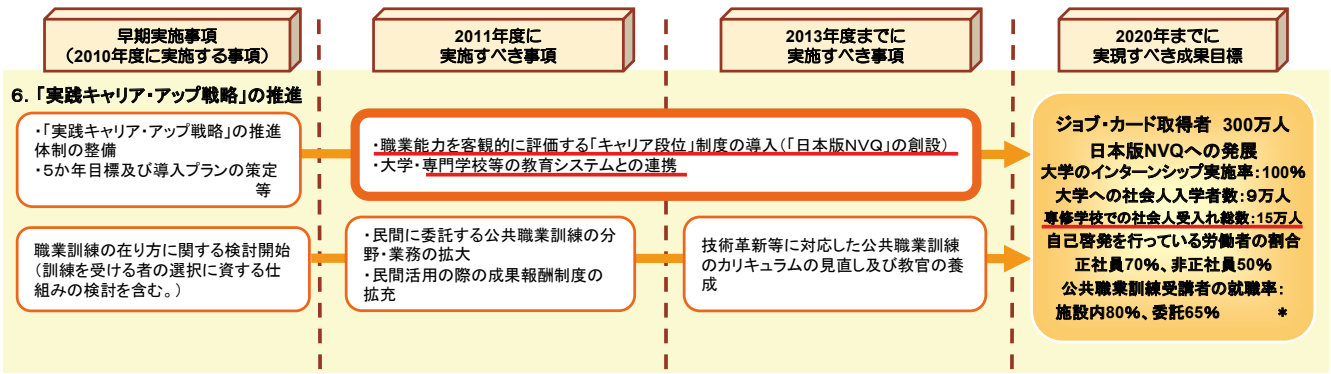 早期実施事項
(2010年度に実施する事項)
2011年度に
実施すべき事項
2013年度までに
実施すべき事項
2020年までに
実現すべき成果目標
6.「実践キャリア・アップ戦略」の推進
・「実践キャリア・アップ戦略」の推進
体制の整備
・5か年目標及び導入プランの策定
等
・職業能力を客観的に評価する「キャリア段位」制度の導入(「日本版NVQ」の創設)
・大学・専門学校等の教育システムとの連携
職業訓練の在り方に関する検討開始
(訓練を受ける者の選択に資する仕
組みの検討を含む。)
・民間に委託する公共職業訓練の分
野・業務の拡大
・民間活用の際の成果報酬制度の
拡充
技術革新等に対応した公共職業訓練
のカリキュラムの見直し及び教官の養
成
ジョブ・カード取得者 300万人
日本版NVQへの発展
大学のインターンシップ実施率:100%
大学への社会人入学者数:9万人
専修学校での社会人受入れ総数:15万人
自己啓発を行っている労働者の割合
正社員70%、非正社員50%
公共職業訓練受講者の就職率:
施設内80%、委託65% *